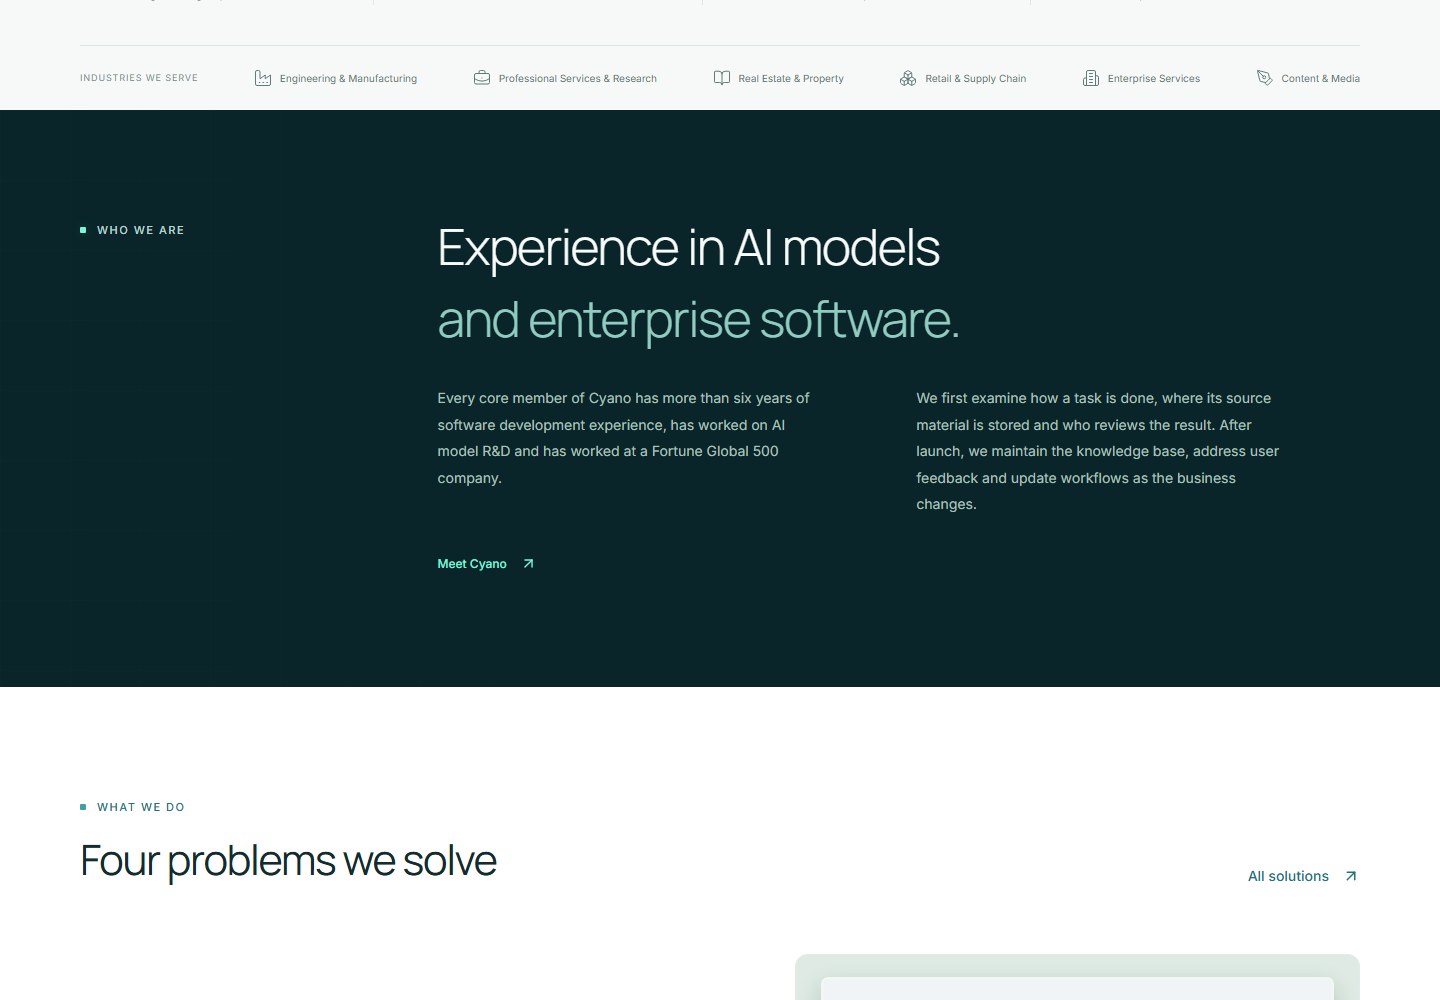 INDUSTRIES WE SERVE
Engineering & Manufacturing
Professional Services & Research
Real Estate & Property
Retail & Supply Chain
Enterprise Services
Content & Media
WHO WE ARE
Experience in AI models
and enterprise software.
Every core member of Cyano has more than six years of
software development experience, has worked on AI
model R&D and has worked at a Fortune Global 500
company.
We first examine how a task is done, where its source
material is stored and who reviews the result. After
launch, we maintain the knowledge base, address user
feedback and update workflows as the business
changes.
Meet Cyano
WHAT WE DO
Four problems we solve
All solutions